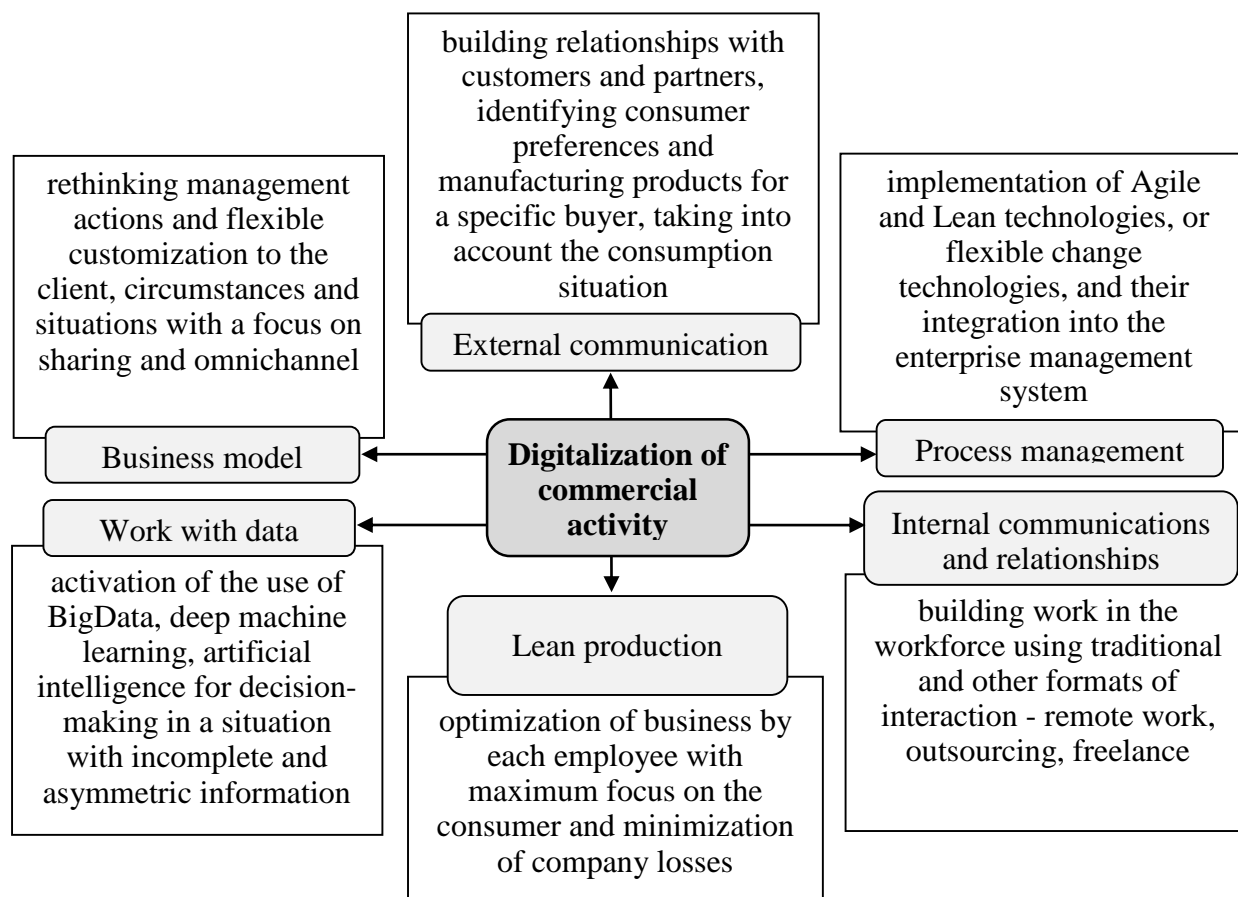 building relationships with
customers and partners,
identifying consumer
preferences and
manufacturing products for
a specific buyer, taking into
account the consumption
situation
External communication
rethinking management
actions and flexible
customization to the
client, circumstances and
situations with a focus on
sharing and omnichannel
Business model
implementation of Agile
and Lean technologies, or
flexible change
technologies, and their
integration into the
enterprise management
system
Process management
Digitalization of
commercial
activity
Work with data
activation of the use of
BigData, deep machine
learning, artificial
intelligence for decision-
making in a situation
with incomplete and
asymmetric information
Lean production
optimization of business by
each employee with
maximum focus on the
consumer and minimization
of company losses
Internal communications
and relationships
building work in the
workforce using traditional
and other formats of
interaction - remote work,
outsourcing, freelance